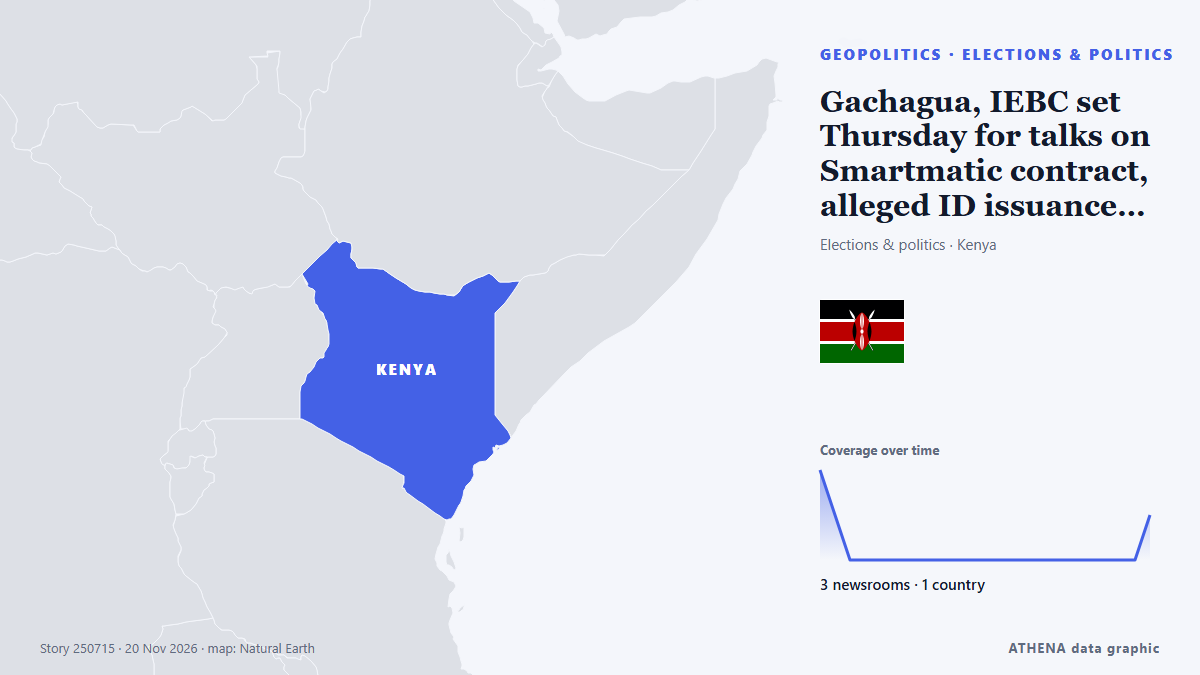 GEOPOLITICS · ELECTIONS & POLITICS
Gachagua, IEBC set
Thursday for talks on
Smartmatic contract,
alleged ID issuance...
Elections & politics · Kenya
KENYA
Coverage over time
3 newsrooms · 1 country
Story 250715 · 20 Nov 2026 · map: Natural Earth
ATHENA data graphic